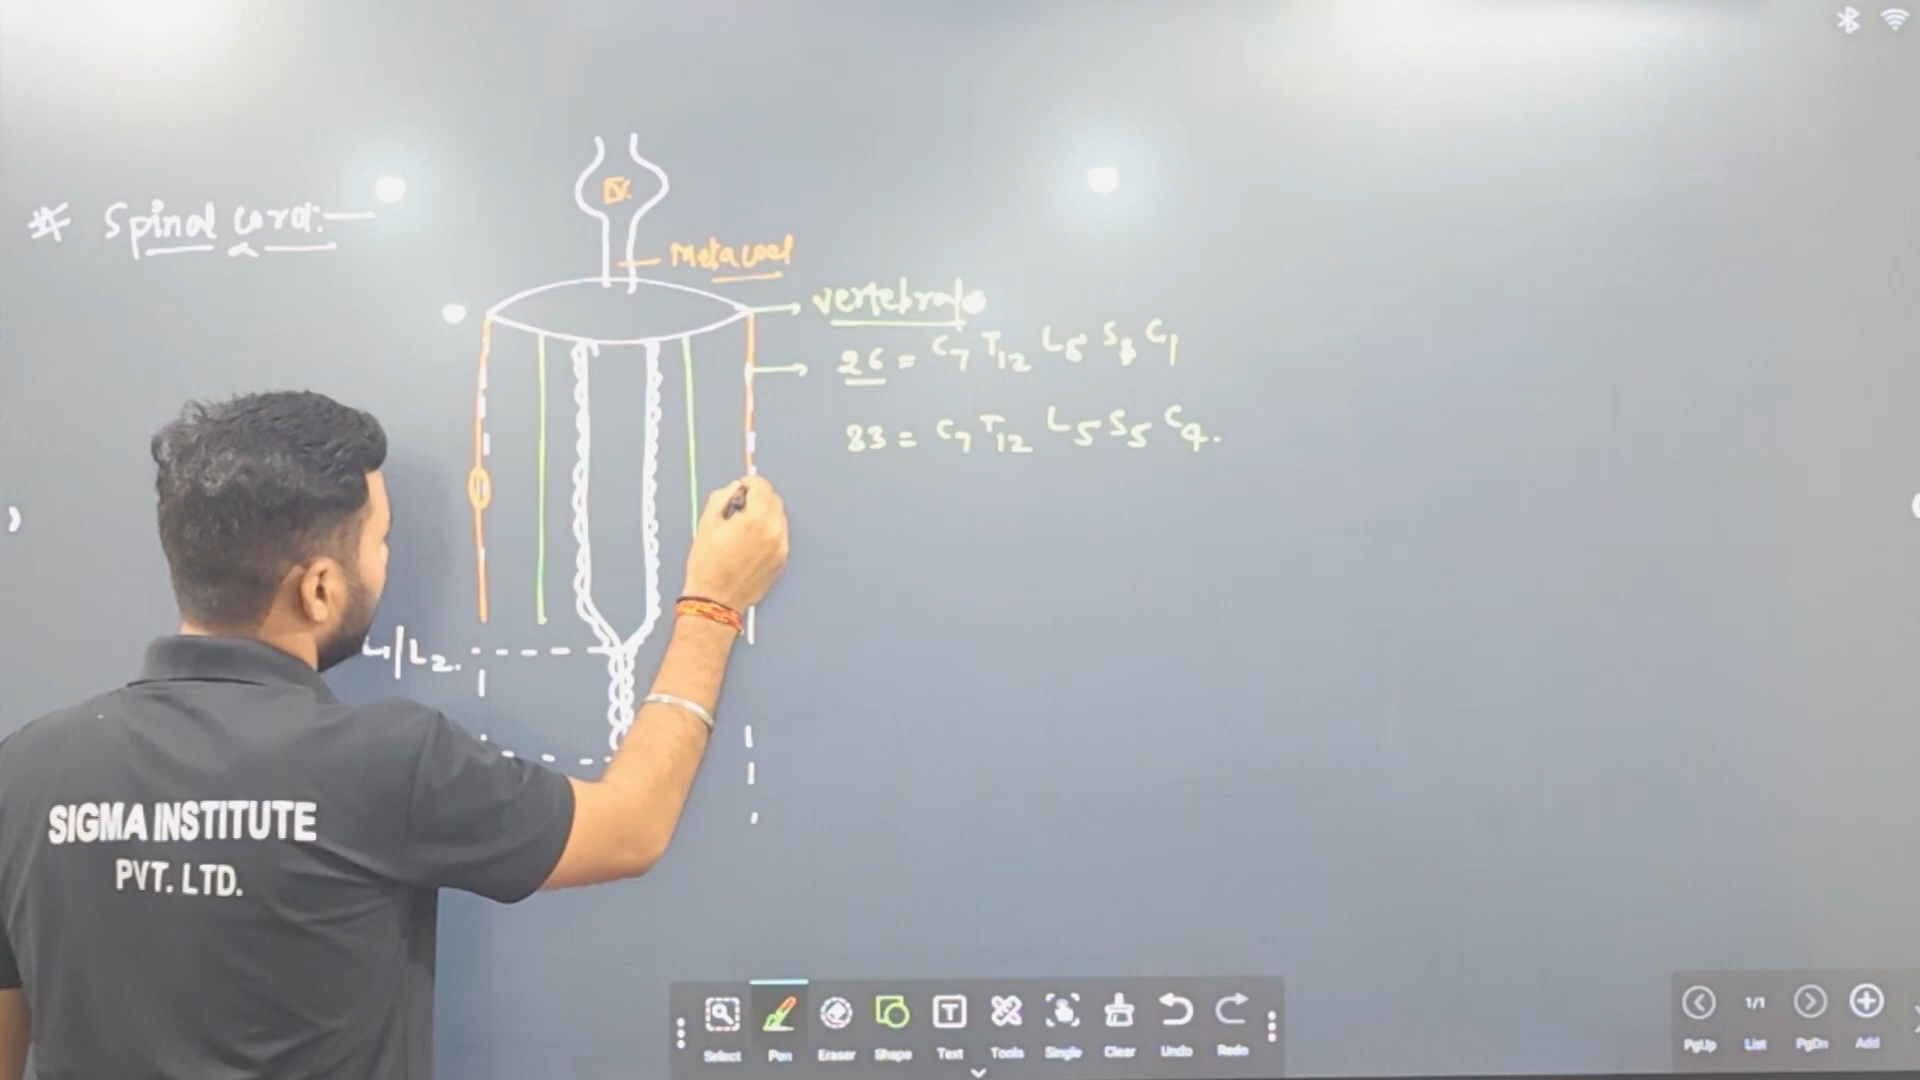 # Spinal cord:-
IV
Metacoel
vertebral
26 = C7 T12 L5 S1 C1
33 = C7 T12 L5 S5 C4.
L1/L2.
SIGMA INSTITUTE
PVT. LTD.
Select Pen Eraser Shape Text Tools Single Clear Undo Redo
1/1
PgUp List PgDn Add